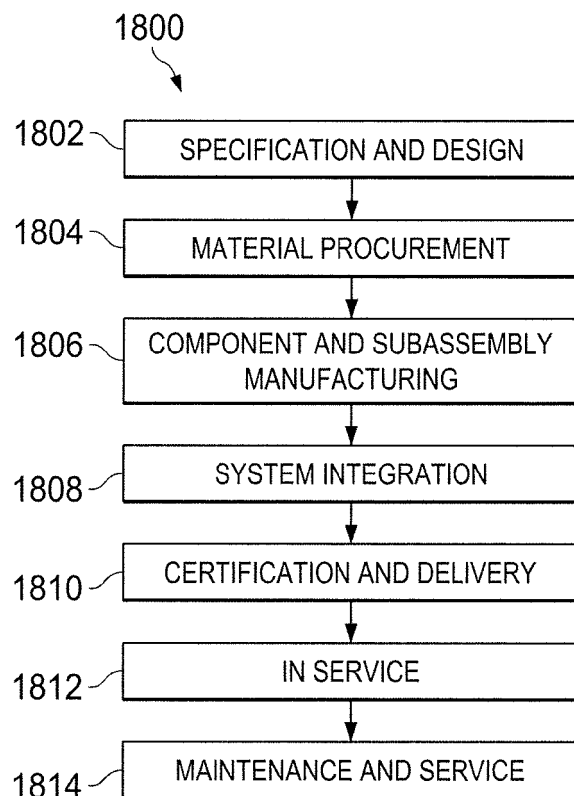 1800
1802
SPECIFICATION AND DESIGN
1804
MATERIAL PROCUREMENT
1806
COMPONENT AND SUBASSEMBLY
MANUFACTURING
1808
SYSTEM INTEGRATION
1810
CERTIFICATION AND DELIVERY
1812
IN SERVICE
1814
MAINTENANCE AND SERVICE